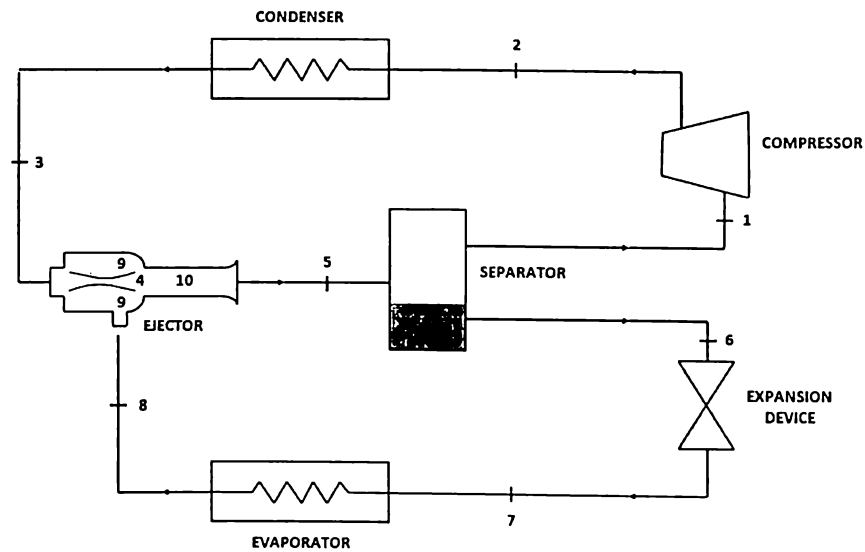 CONDENSER
2
COMPRESSOR
3
1
9
4
10
9
5
SEPARATOR
EJECTOR
6
EXPANSION
DEVICE
8
7
EVAPORATOR